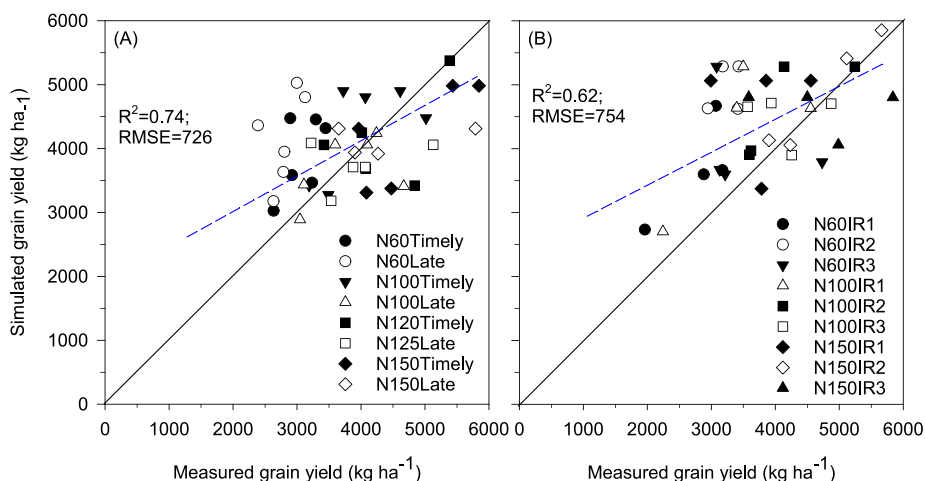 (A)
R²=0.74;
RMSE=726
Simulated grain yield (kg ha-1)
6000
5000
4000
3000
2000
1000
0
N60Timely
N60Late
N100Timely
N100Late
N120Timely
N125Late
N150Timely
N150Late
0 1000 2000 3000 4000 5000 6000
Measured grain yield (kg ha⁻¹)
(B)
R²=0.62;
RMSE=754
N60IR1
N60IR2
N60IR3
N100IR1
N100IR2
N100IR3
N150IR1
N150IR2
N150IR3
0 1000 2000 3000 4000 5000 6000
Measured grain yield (kg ha⁻¹)